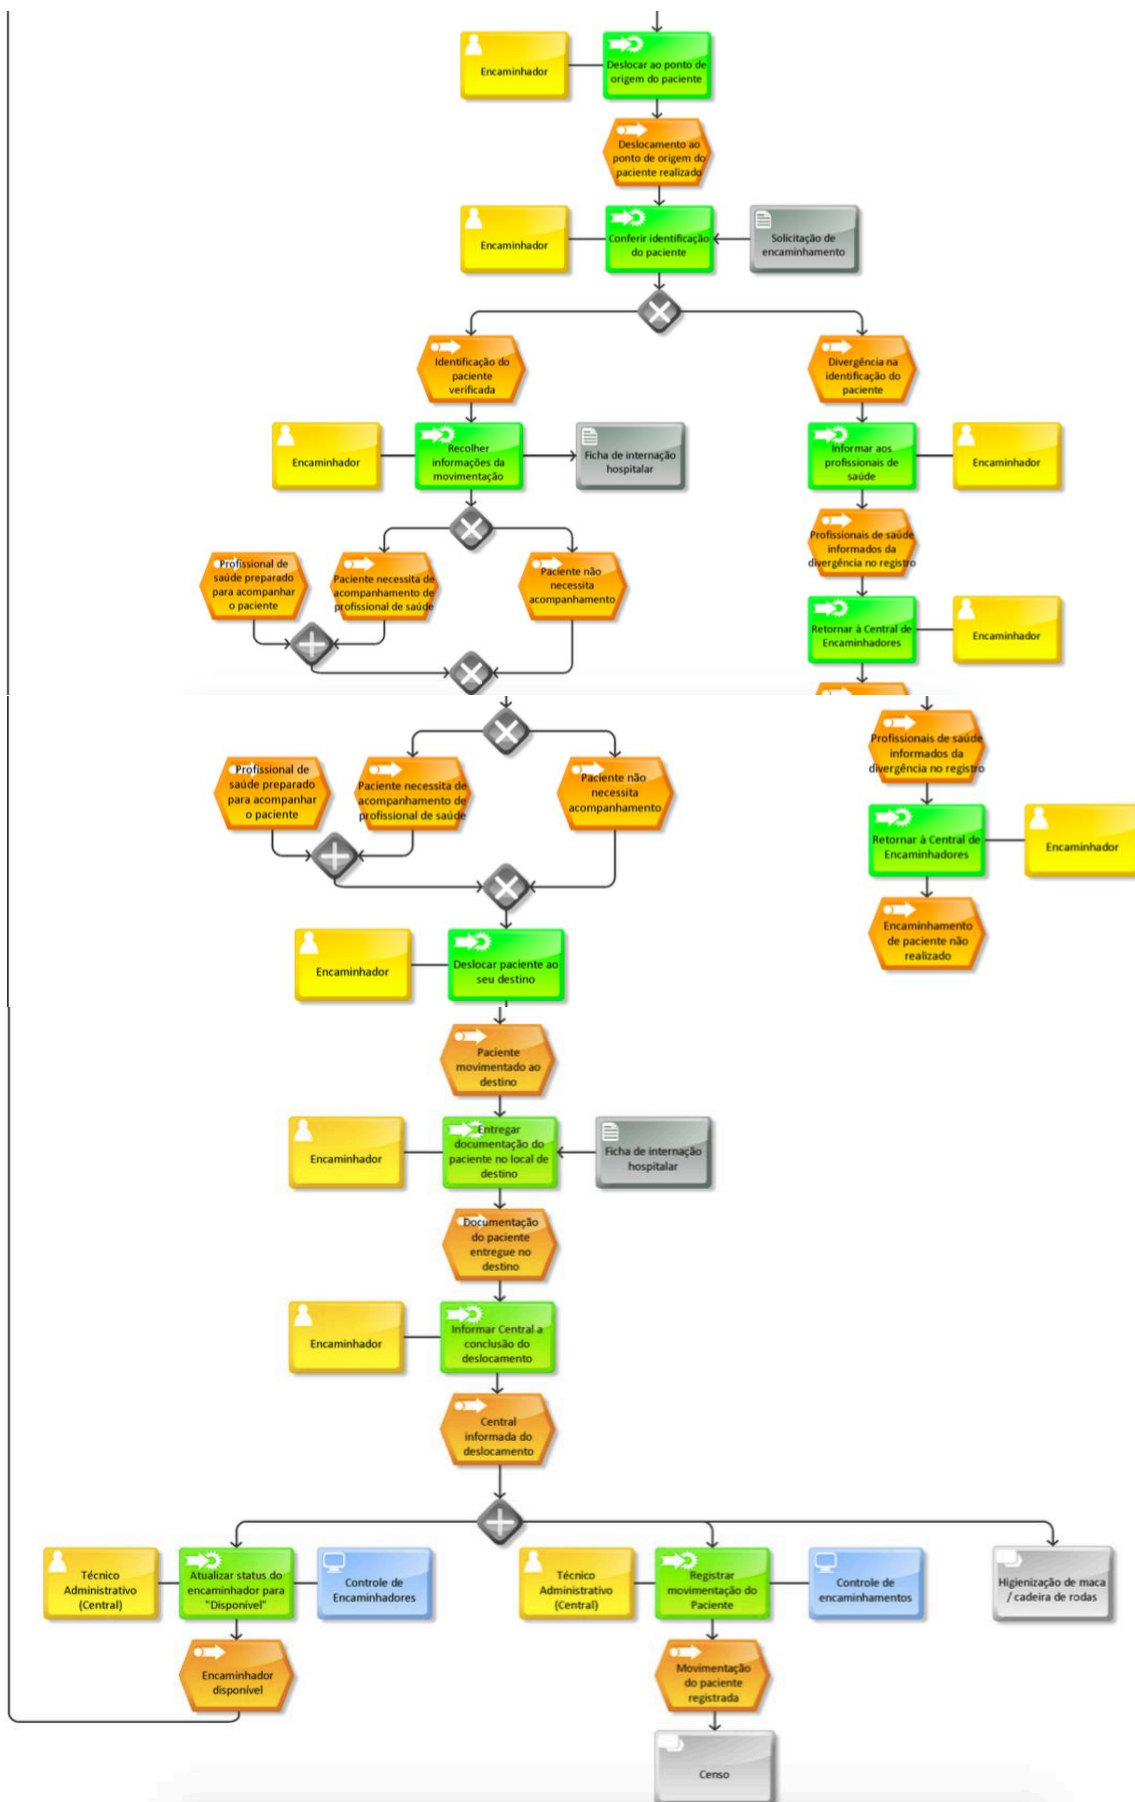 Encaminhador
Deslocar ao ponto de
origem do paciente
Deslocamento ao
ponto de origem do
paciente realizado
Encaminhador
Conferir identificação
do paciente
Solicitação de
encaminhamento
Identificação do
paciente
verificada
Divergência na
identificação do
paciente
Encaminhador
Recolher
informações da
movimentação
Ficha de internação
hospitalar
Informar aos
profissionais de
saúde
Encaminhador
Profissional de
saúde preparado
para acompanhar
o paciente
Paciente necessita de
acompanhamento de
profissional de saúde
Paciente não
necessita
acompanhamento
Profissionais de saúde
informados da
divergência no registro
Retornar à Central de
Encaminhadores
Encaminhador
Profissional de
saúde preparado
para acompanhar
o paciente
Paciente necessita de
acompanhamento de
profissional de saúde
Paciente não
necessita
acompanhamento
Profissionais de saúde
informados da
divergência no registro
Retornar à Central de
Encaminhadores
Encaminhador
Encaminhamento
de paciente não
realizado
Encaminhador
Deslocar paciente ao
seu destino
Paciente
movimentado ao
destino
Encaminhador
Entregar
documentação do
paciente no local de
destino
Ficha de internação
hospitalar
Documentação
do paciente
entregue no
destino
Encaminhador
Informar Central a
conclusão do
deslocamento
Central
informada do
deslocamento
Técnico
Administrativo
(Central)
Atualizar status do
encaminhador para
"Disponível"
Controle de
Encaminhadores
Técnico
Administrativo
(Central)
Registrar
movimentação do
Paciente
Controle de
encaminhamentos
Higienização de maca
/ cadeira de rodas
Encaminhador
disponível
Movimentação
do paciente
registrada
Censo